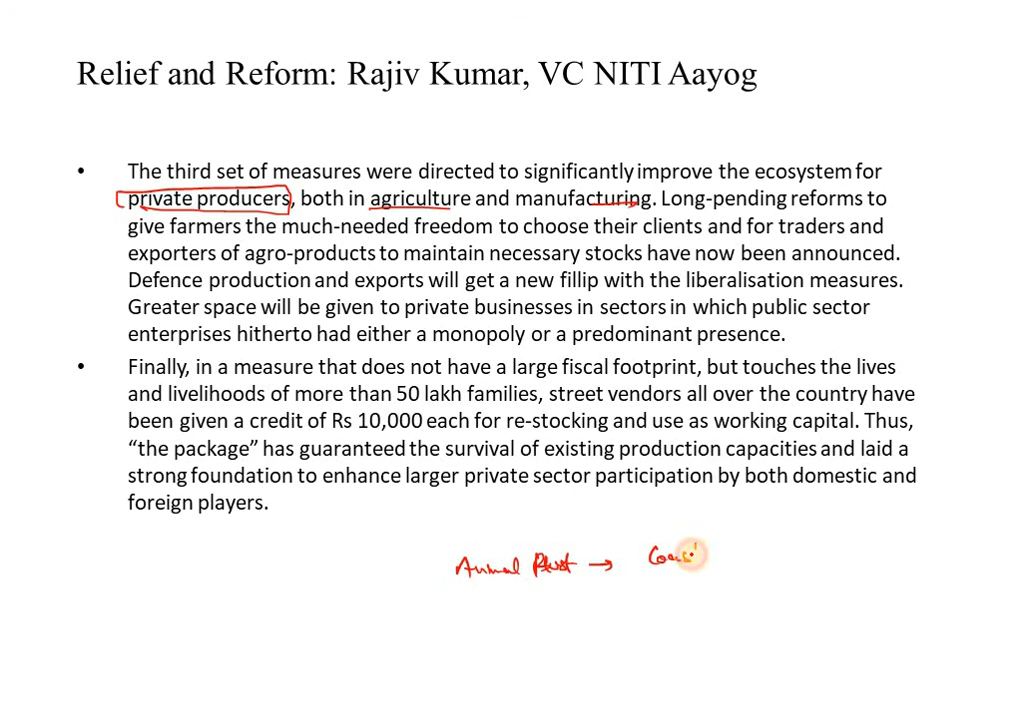 Relief and Reform: Rajiv Kumar, VC NITI Aayog
• The third set of measures were directed to significantly improve the ecosystem for
private producers, both in agriculture and manufacturing. Long-pending reforms to
give farmers the much-needed freedom to choose their clients and for traders and
exporters of agro-products to maintain necessary stocks have now been announced.
Defence production and exports will get a new fillip with the liberalisation measures.
Greater space will be given to private businesses in sectors in which public sector
enterprises hitherto had either a monopoly or a predominant presence.
• Finally, in a measure that does not have a large fiscal footprint, but touches the lives
and livelihoods of more than 50 lakh families, street vendors all over the country have
been given a credit of Rs 10,000 each for re-stocking and use as working capital. Thus,
“the package” has guaranteed the survival of existing production capacities and laid a
strong foundation to enhance larger private sector participation by both domestic and
foreign players.
Animal →